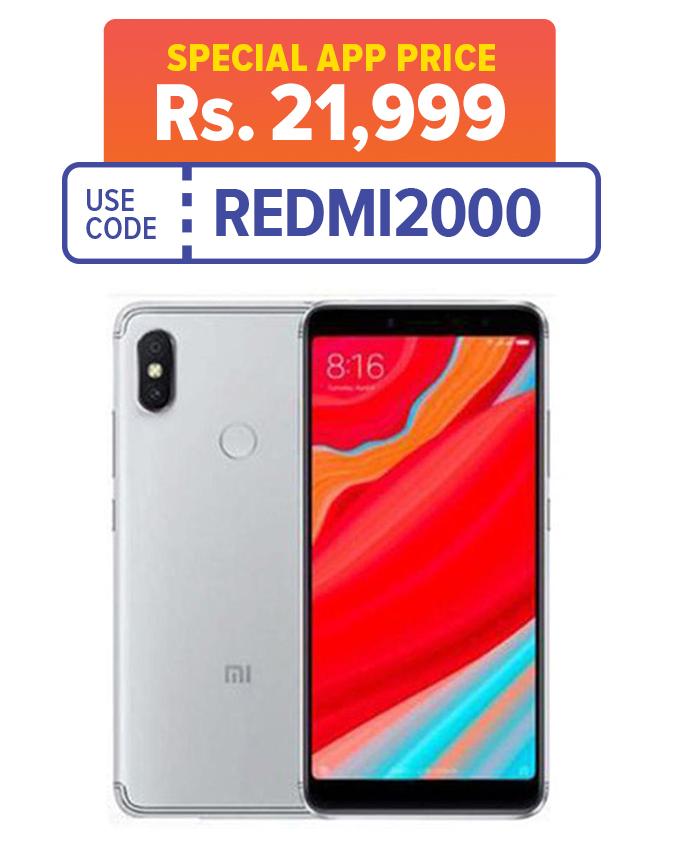 SPECIAL APP PRICE
Rs. 21,999
USE
CODE
REDMI2000
8:16
MI